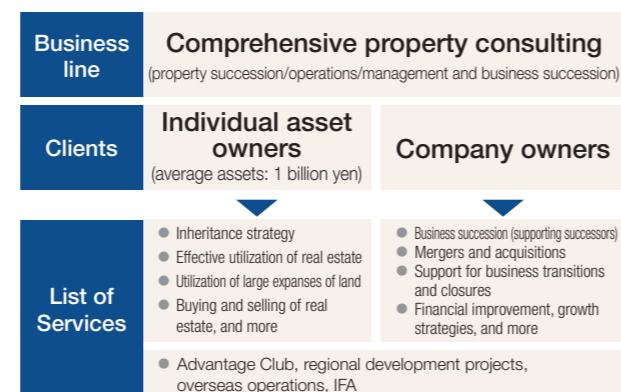 Business
line
Comprehensive property consulting
(property succession/operations/management and business succession)
Clients
Individual asset
owners
(average assets: 1 billion yen)
Company owners
List of
Services
● Inheritance strategy
● Effective utilization of real estate
● Utilization of large expanses of land
● Buying and selling of real
estate, and more
● Business succession (supporting successors)
● Mergers and acquisitions
● Support for business transitions
and closures
● Financial improvement, growth
strategies, and more
● Advantage Club, regional development projects,
overseas operations, IFA